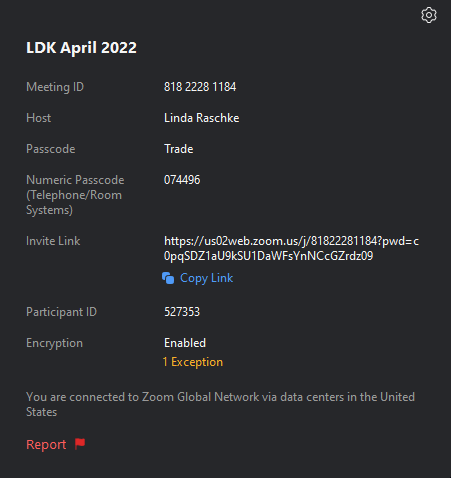 LDK April 2022
Meeting ID 818 2228 1184
Host Linda Raschke
Passcode Trade
Numeric Passcode 074496
(Telephone/Room
Systems)
Invite Link https://us02web.zoom.us/j/81822281184?pwd=c
0pqSDZ1aU9kSU1DaWFsYnNCcGZrdz09
Copy Link
Participant ID 527353
Encryption Enabled
1 Exception
You are connected to Zoom Global Network via data centers in the United
States
Report